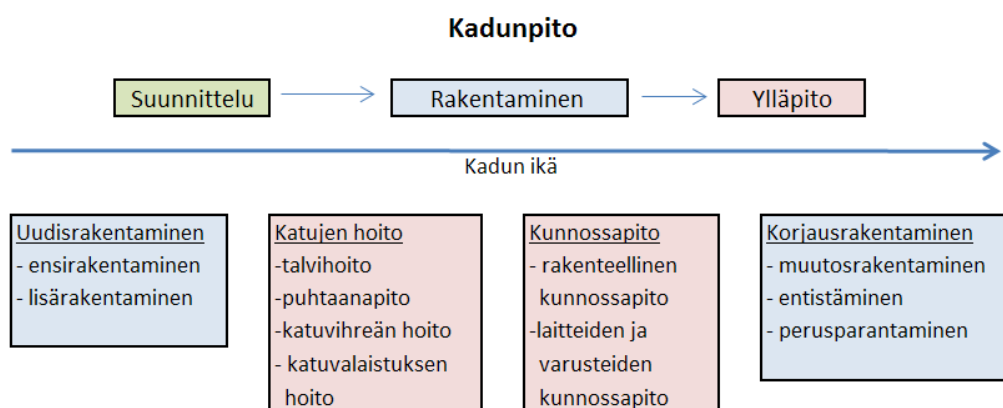 Kadunpito
Suunnittelu
Rakentaminen
Ylläpito
Kadun ikä
Uudisrakentaminen
- ensirakentaminen
- lisärakentaminen
Katujen hoito
-talvihoito
-puhtaanapito
-katuvihreän hoito
- katuvalaistuksen
hoito
Kunnossapito
- rakenteellinen
kunnossapito
-laitteiden ja
varusteiden
kunnossapito
Korjausrakentaminen
- muutosrakentaminen
- entistäminen
- perusparantaminen